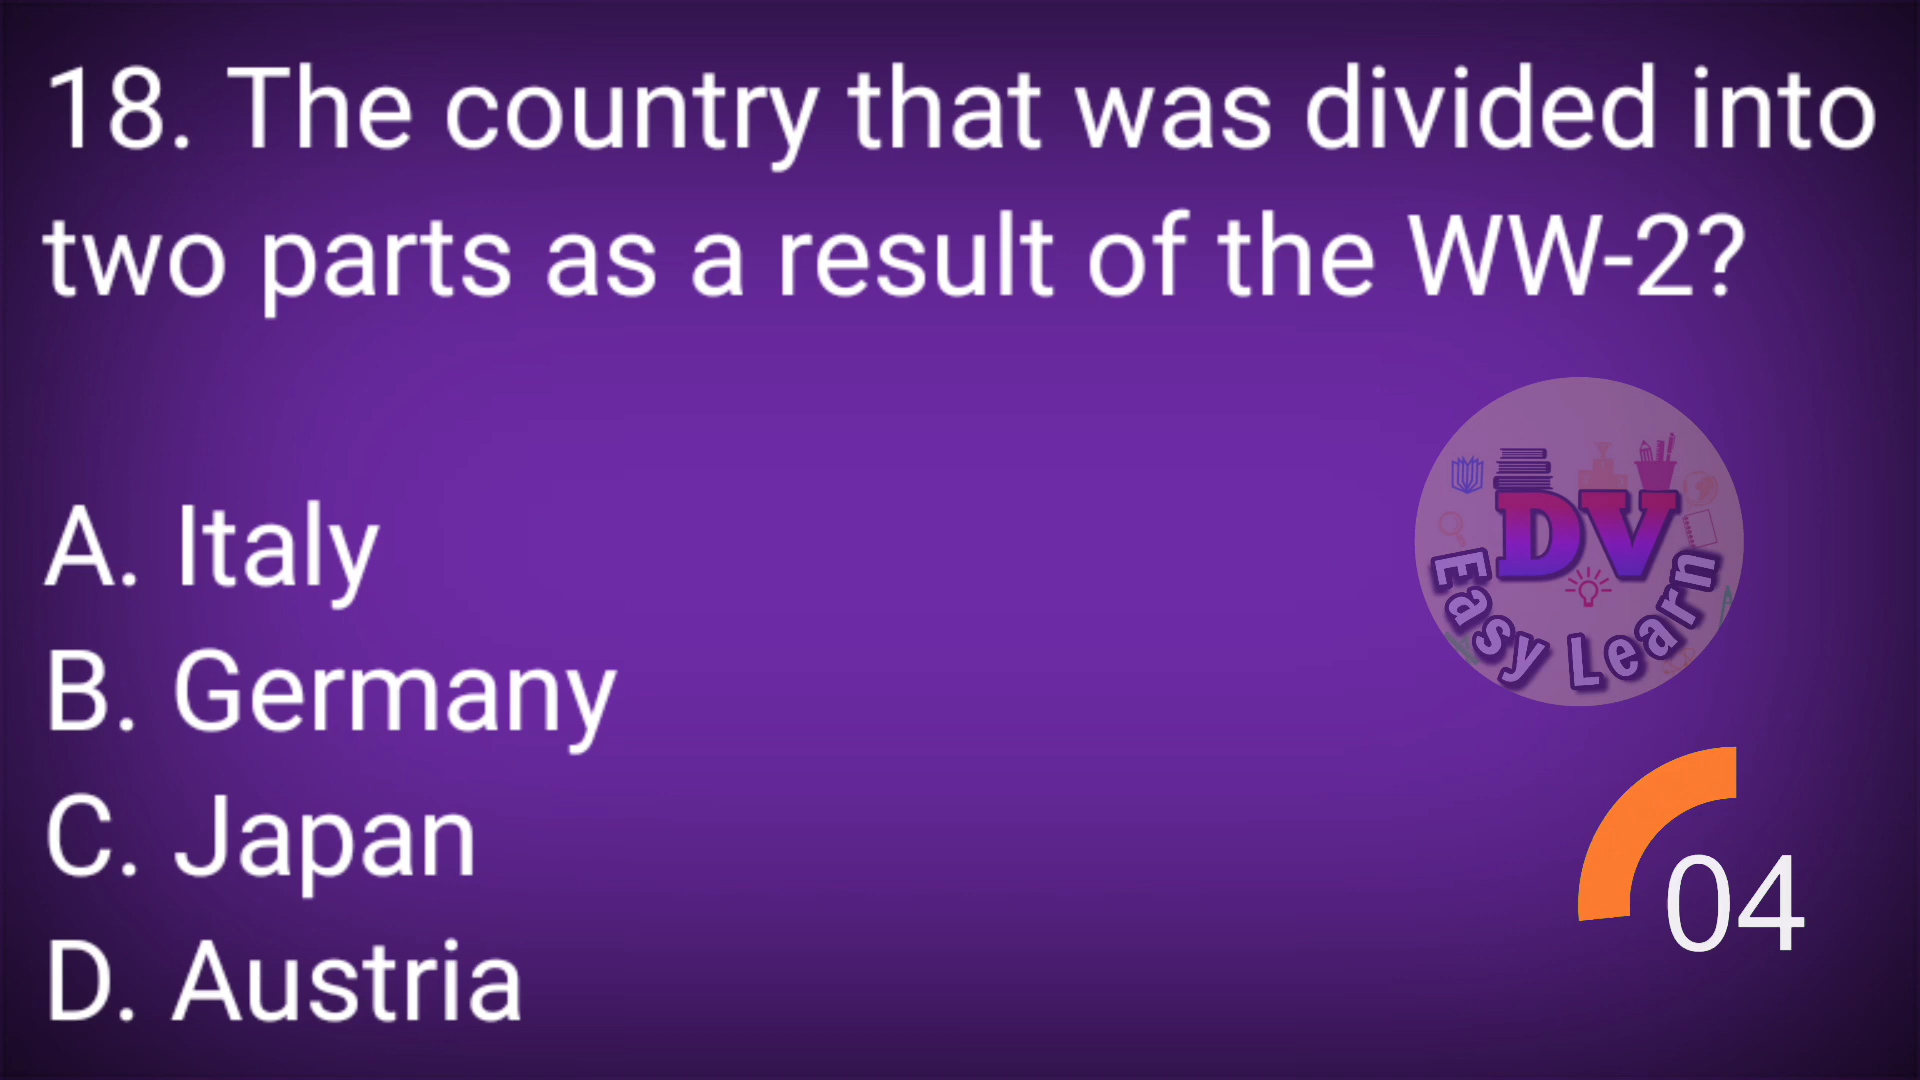 18. The country that was divided into
two parts as a result of the WW-2?
A. Italy
B. Germany
C. Japan
D. Austria
DV
Easy Learn
04